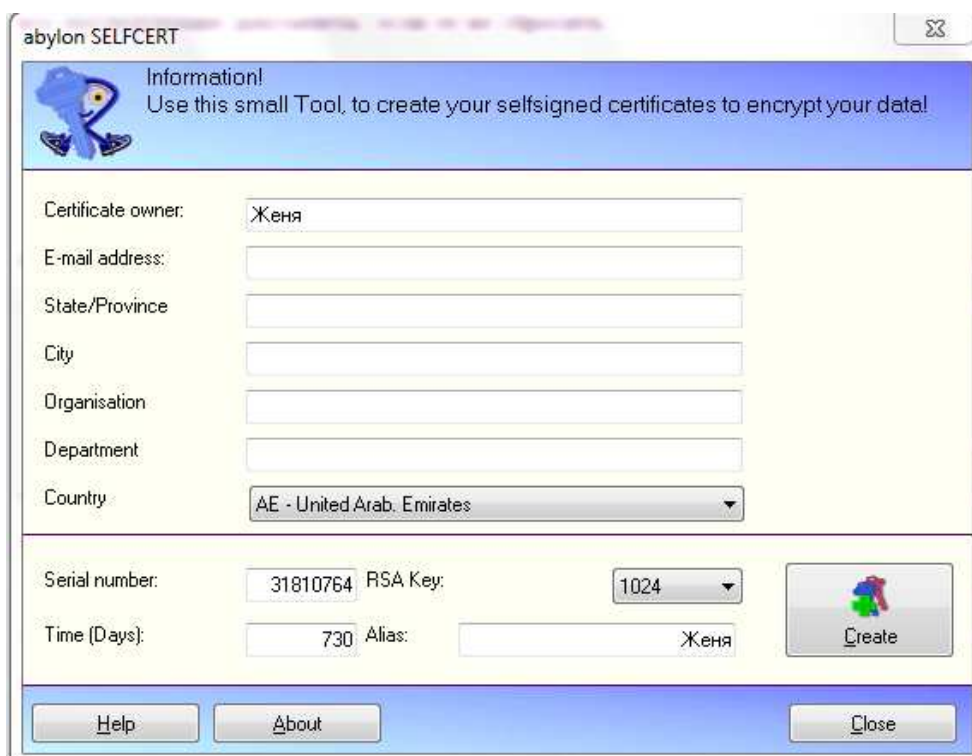 abylon SELFCERT
Information!
Use this small Tool, to create your selfsigned certificates to encrypt your data!
Certificate owner: Женя
E-mail address:
State/Province
City
Organisation
Department
Country AE - United Arab. Emirates
Serial number: 31810764 RSA Key: 1024
Time (Days): 730 Alias: Женя
Create
Help About Close